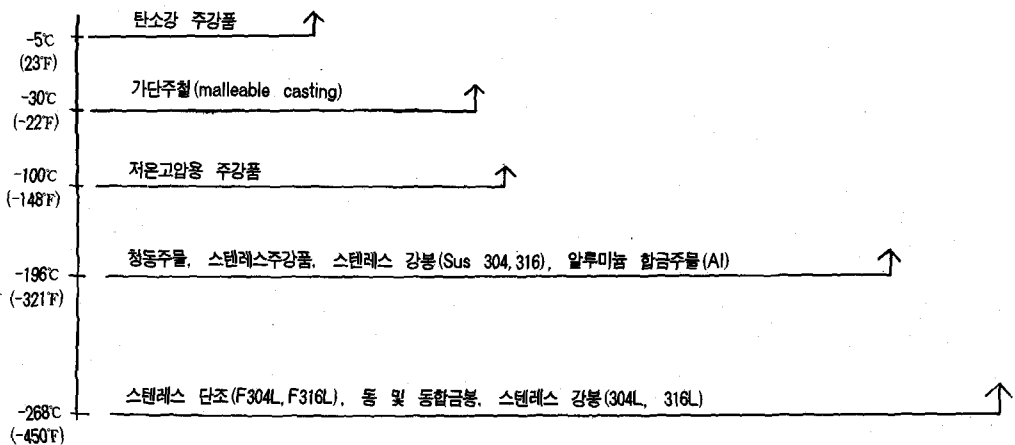 탄소강 주강품
-5℃
(23℉)
가단주철(malleable casting)
-30℃
(-22℉)
저온고압용 주강품
-100℃
(-148℉)
청동주물, 스텐레스주강품, 스텐레스 강봉(Sus 304,316), 알루미늄 합금주물(Al)
-196℃
(-321℉)
스텐레스 단조(F304L,F316L), 동 및 동합금봉, 스텐레스 강봉(304L, 316L)
-268℃
(-450℉)